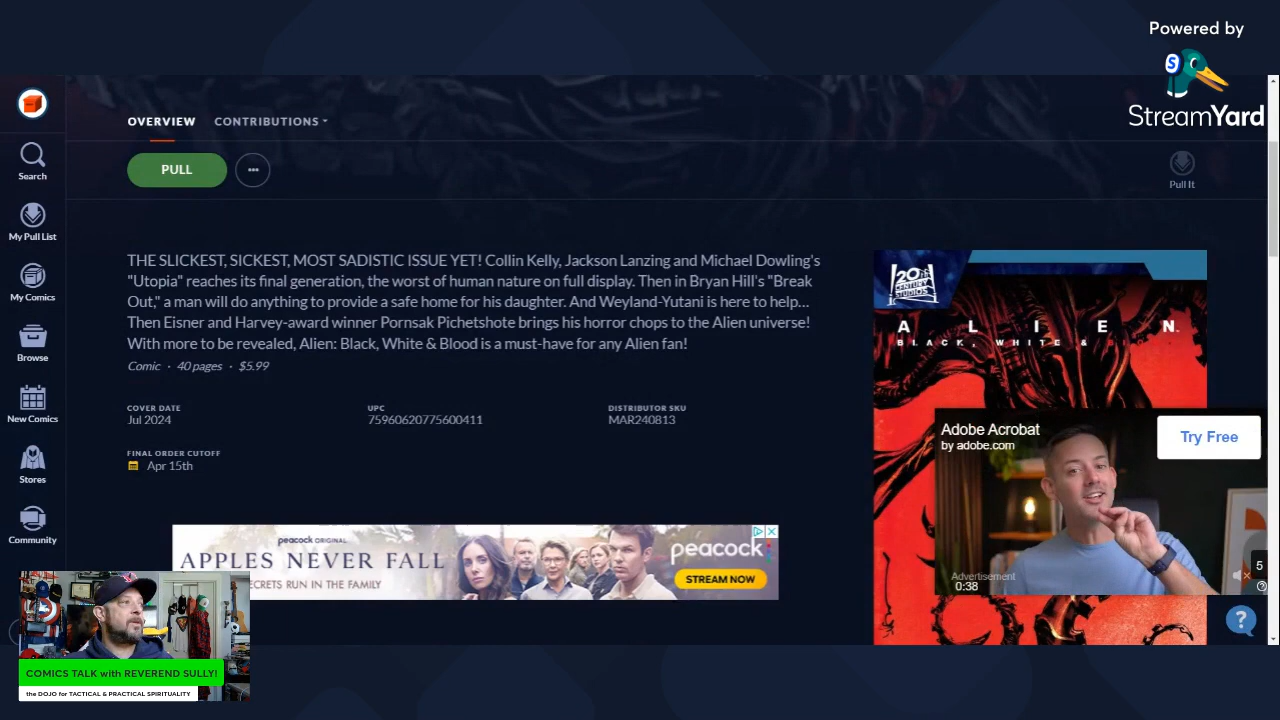 Powered by
StreamYard
OVERVIEW
CONTRIBUTIONS
PULL
Pull It
Search
My Pull List
My Comics
Browse
New Comics
Stores
Community
THE SLICKEST, SICKEST, MOST SADISTIC ISSUE YET! Collin Kelly, Jackson Lanzing and Michael Dowling's
"Utopia" reaches its final generation, the worst of human nature on full display. Then in Bryan Hill's "Break
Out," a man will do anything to provide a safe home for his daughter. And Weyland-Yutani is here to help...
Then Eisner and Harvey-award winner Pornsak Pichetshote brings his horror chops to the Alien universe!
With more to be revealed, Alien: Black, White & Blood is a must-have for any Alien fan!
Comic · 40 pages · $5.99
COVER DATE
Jul 2024
UPC
75960620775600411
DISTRIBUTOR SKU
MAR240813
FINAL ORDER CUTOFF
Apr 15th
20TH
CENTURY
STUDIOS
ALIEN
BLACK, WHITE &
Adobe Acrobat
by adobe.com
Try Free
Advertisement
0:38
5
?
peacock ORIGINAL
APPLES NEVER FALL
SECRETS RUN IN THE FAMILY
peacock
STREAM NOW
COMICS TALK with REVEREND SULLY!
the DOJO for TACTICAL & PRACTICAL SPIRITUALITY